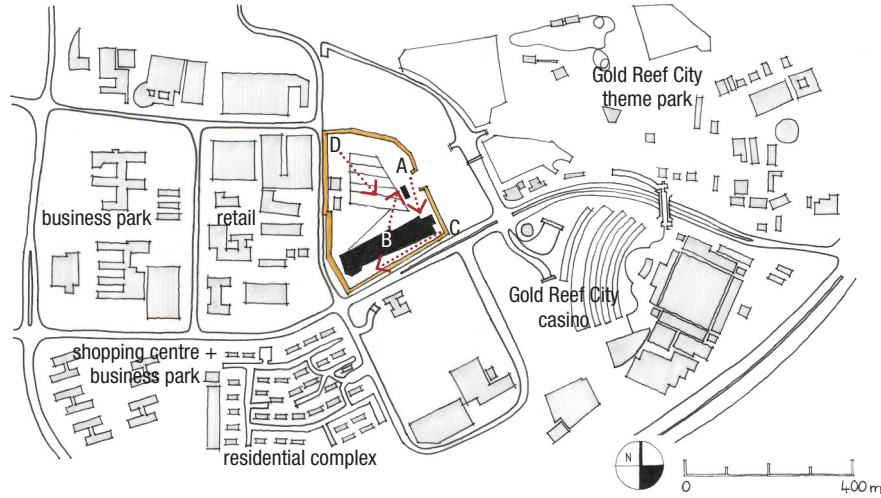 Gold Reef City
theme park
D
A
business park
retail
B
C
Gold Reef City
casino
shopping centre +
business park
residential complex
N
0
400 m